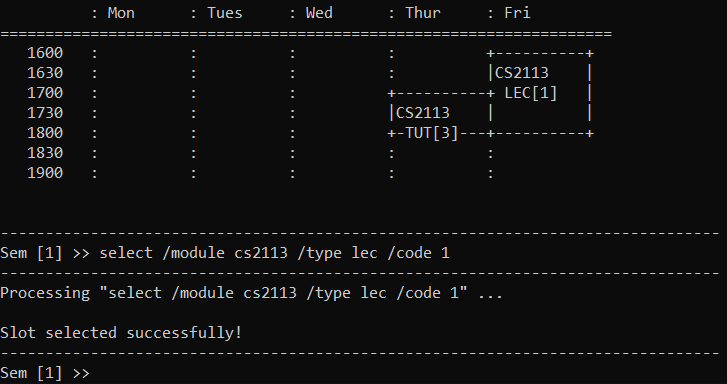 : Mon      : Tues     : Wed      : Thur     : Fri
====================================================================
   1600   :          :          :          :          +----------+
   1630   :          :          :          :          |CS2113    |
   1700   :          :          :          +----------+ LEC[1]   |
   1730   :          :          :          |CS2113    |          |
   1800   :          :          :          +-TUT[3]---+----------+
   1830   :          :          :          :          :
   1900   :          :          :          :          :
--------------------------------------------------------------------------------
Sem [1] >> select /module cs2113 /type lec /code 1
--------------------------------------------------------------------------------
Processing "select /module cs2113 /type lec /code 1" ...
Slot selected successfully!
--------------------------------------------------------------------------------
Sem [1] >>